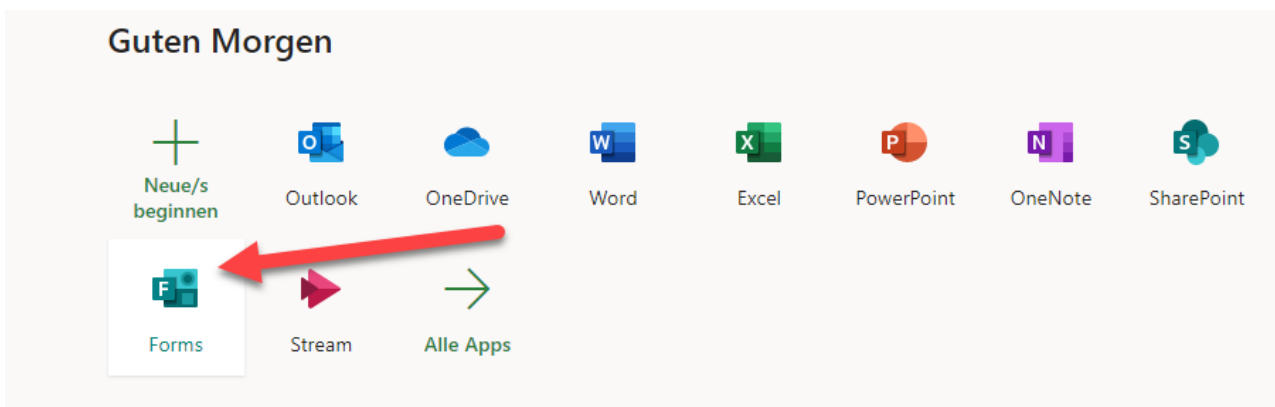 Guten Morgen
Neue/s
beginnen
Outlook
OneDrive
Word
Excel
PowerPoint
OneNote
SharePoint
Forms
Stream
Alle Apps